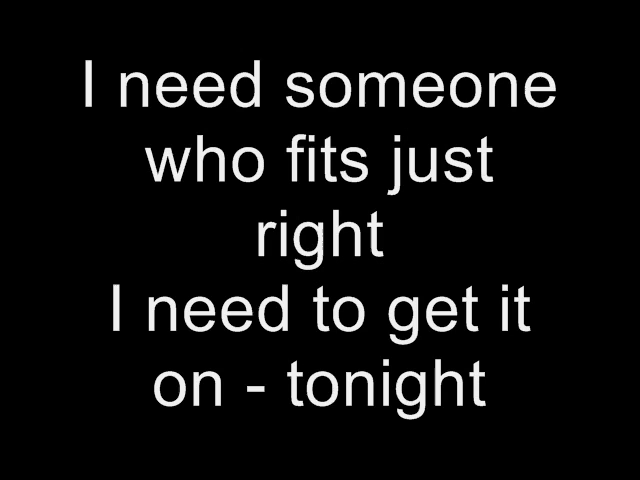 I need someone
who fits just
right
I need to get it
on - tonight